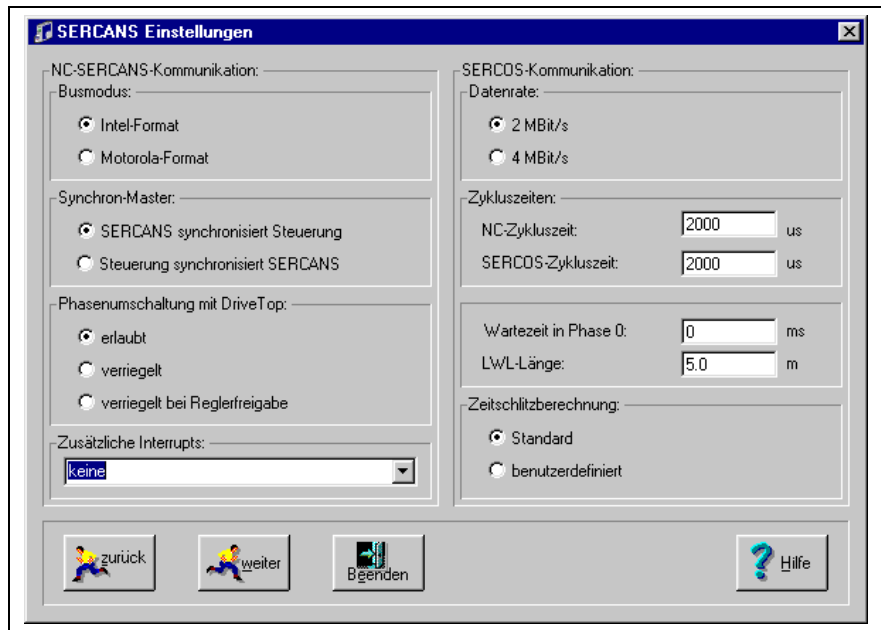 SERCANS Einstellungen
NC-SERCANS-Kommunikation:
Busmodus:
Intel-Format
Motorola-Format
Synchron-Master:
SERCANS synchronisiert Steuerung
Steuerung synchronisiert SERCANS
Phasenumschaltung mit DriveTop:
erlaubt
verriegelt
verriegelt bei Reglerfreigabe
Zusätzliche Interrupts:
keine
SERCOS-Kommunikation:
Datenrate:
2 MBit/s
4 MBit/s
Zykluszeiten:
NC-Zykluszeit: 2000 us
SERCOS-Zykluszeit: 2000 us
Wartezeit in Phase 0: 0 ms
LWL-Länge: 5.0 m
Zeitschlitzberechnung:
Standard
benutzerdefiniert
zurück
weiter
Beenden
Hilfe